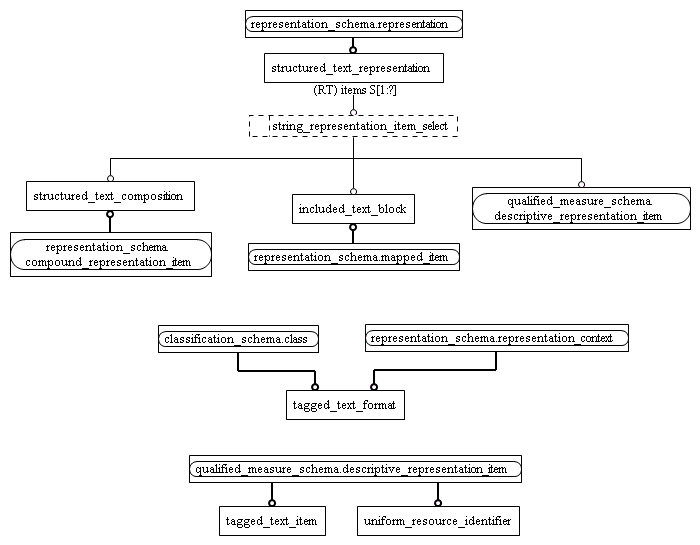 representation_schema.representation
structured_text_representation
(RT) items S[1:?]
string_representation_item_select
structured_text_composition
included_text_block
qualified_measure_schema.
descriptive_representation_item
representation_schema.
compound_representation_item
representation_schema.mapped_item
classification_schema.class
representation_schema.representation_context
tagged_text_format
qualified_measure_schema.descriptive_representation_item
tagged_text_item
uniform_resource_identifier